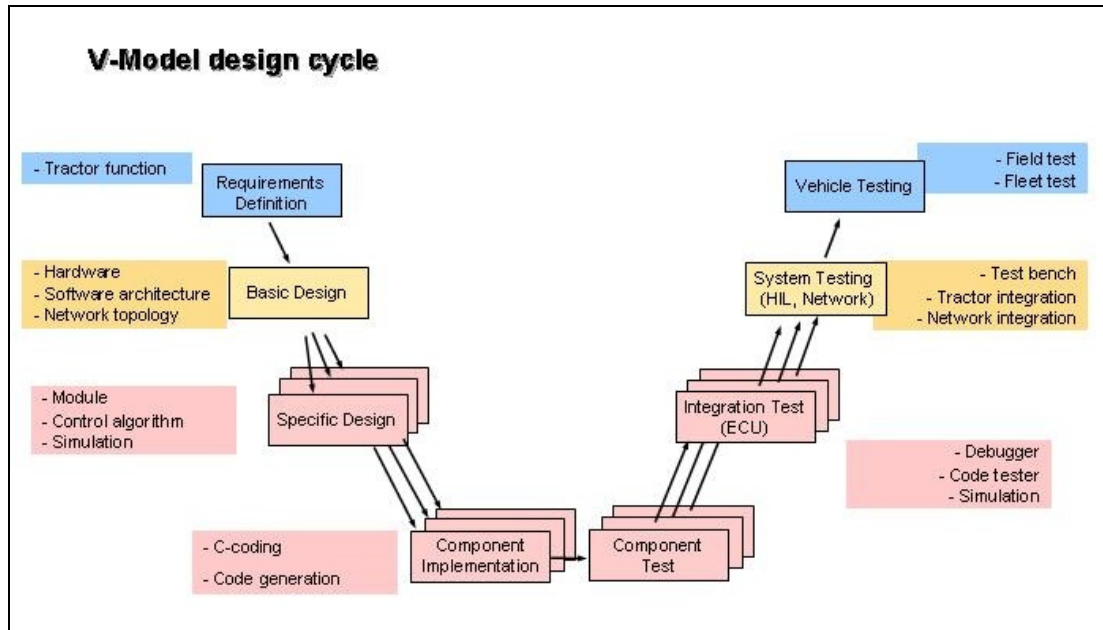 V-Model design cycle
- Tractor function
Requirements
Definition
Vehicle Testing
- Field test
- Fleet test
- Hardware
- Software architecture
- Network topology
Basic Design
System Testing
(HIL, Network)
- Test bench
- Tractor integration
- Network integration
- Module
- Control algorithm
- Simulation
Specific Design
Integration Test
(ECU)
- Debugger
- Code tester
- Simulation
- C-coding
- Code generation
Component
Implementation
Component
Test